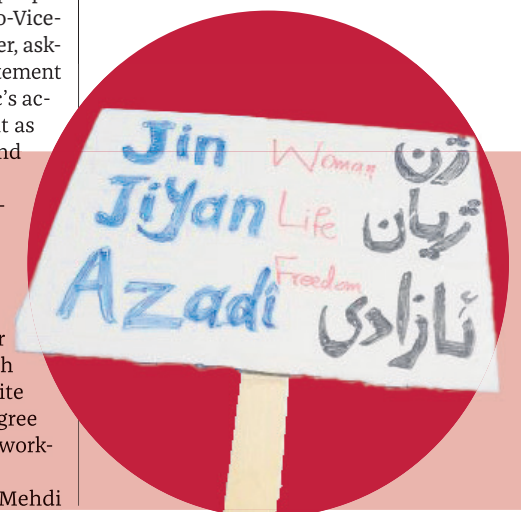 o-Vice-
er, ask-
tement
c's ac-
t as
nd
r
h
ite
gree
work-
Mehdi
Jin Woman ژن
Jiyan Life ژیان
Azadî Freedom ئازادی